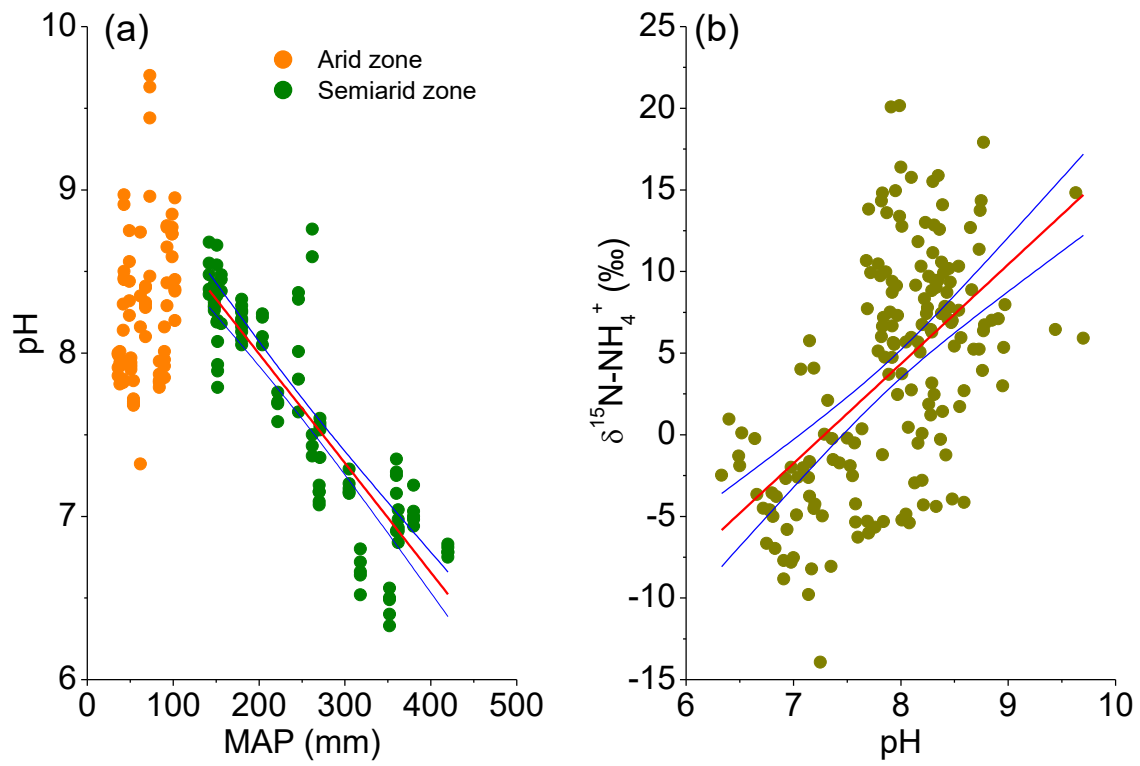 (a)
Arid zone
Semiarid zone
10
9
8
7
6
pH
0 100 200 300 400 500
MAP (mm)
(b)
25
20
15
10
5
0
-5
-10
-15
δ¹⁵N-NH₄⁺ (‰)
6 7 8 9 10
pH